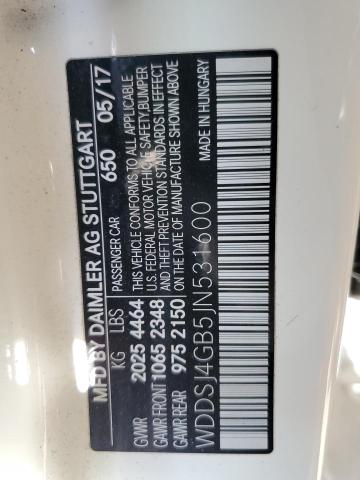 MFD BY DAIMLER AG STUTTGART
PASSENGER CAR 650 05/17
KG LBS
GVWR 2025 4464
GAWR FRONT 1065 2348
GAWR REAR 975 2150
THIS VEHICLE CONFORMS TO ALL APPLICABLE
U.S. FEDERAL MOTOR VEHICLE SAFETY, BUMPER
AND THEFT PREVENTION STANDARDS IN EFFECT
ON THE DATE OF MANUFACTURE SHOWN ABOVE
WDDSJ4GB5JN531600 MADE IN HUNGARY